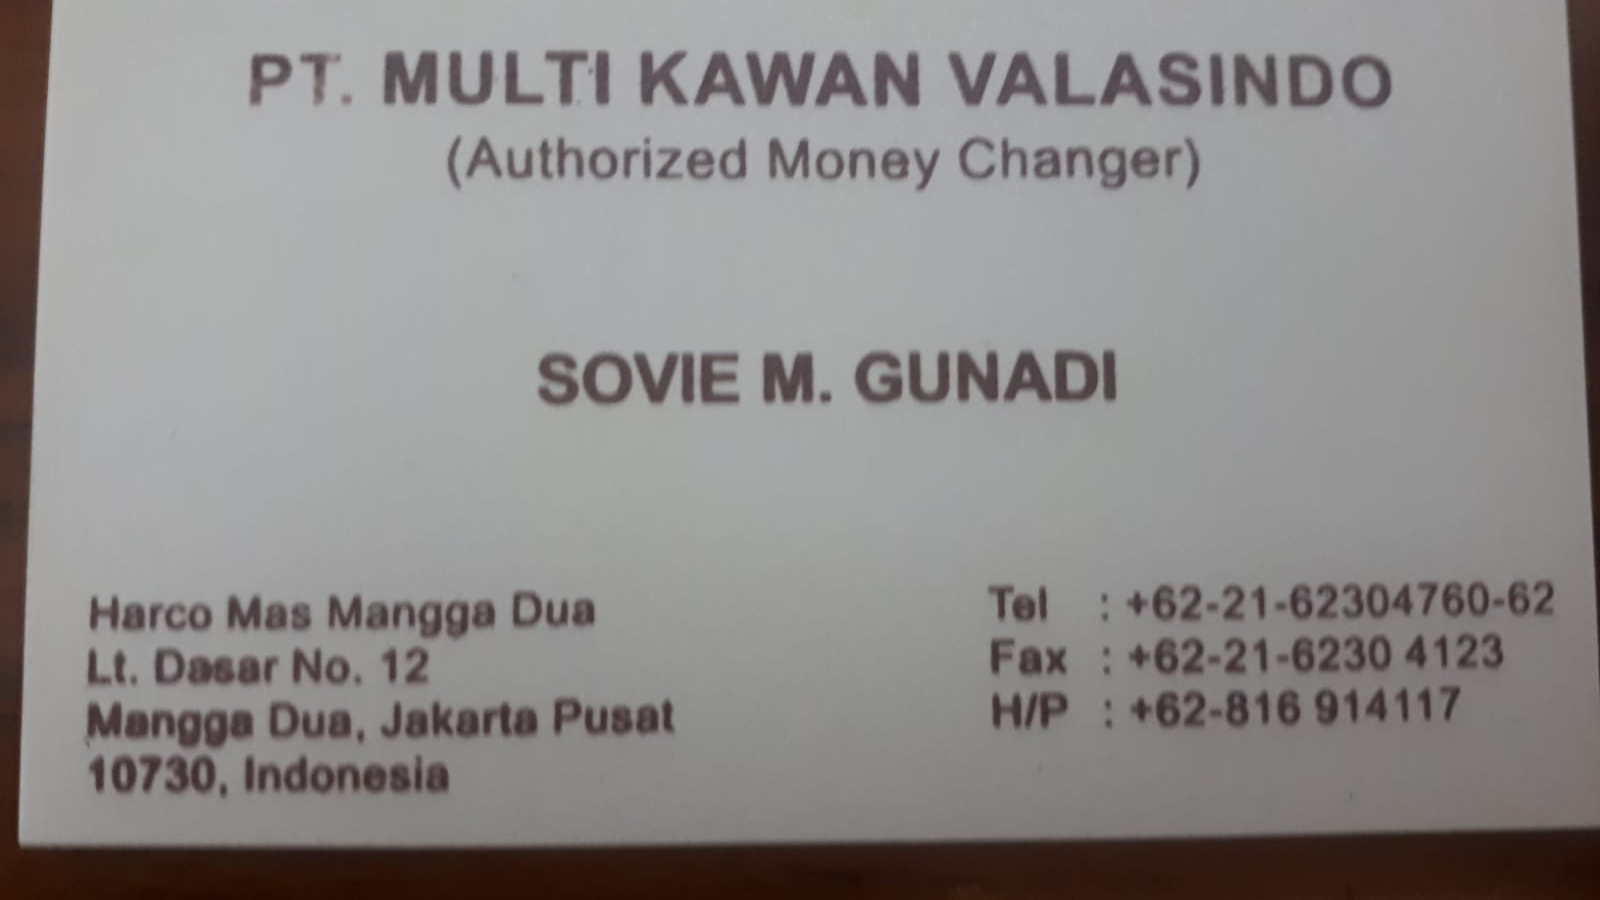 PT. MULTI KAWAN VALASINDO
(Authorized Money Changer)
SOVIE M. GUNADI
Harco Mas Mangga Dua
Lt. Dasar No. 12
Mangga Dua, Jakarta Pusat
10730, Indonesia
Tel : +62-21-62304760-62
Fax : +62-21-6230 4123
H/P : +62-816 914117